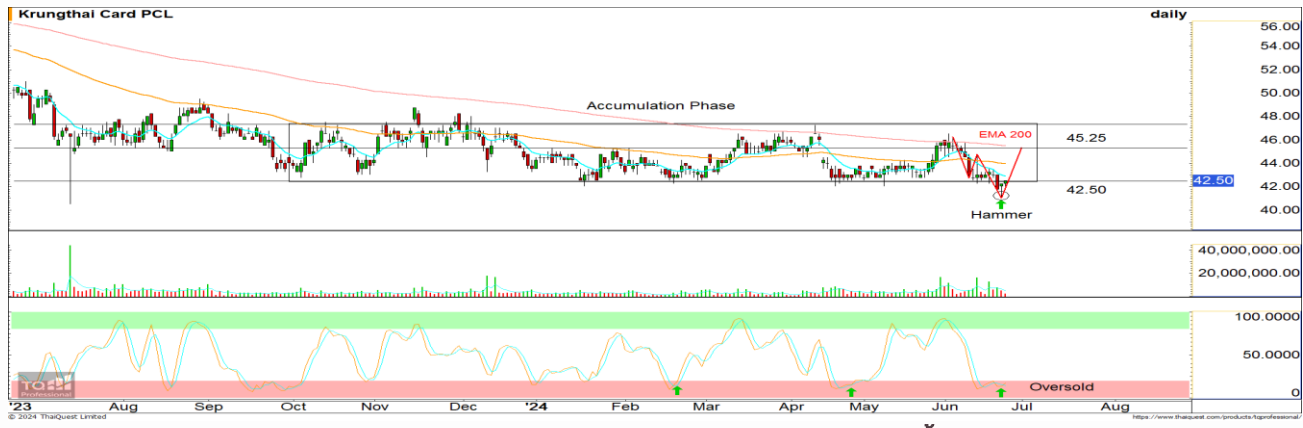 Krungthai Card PCL
daily
56.00
54.00
52.00
50.00
48.00
46.00
44.00
42.50
42.00
40.00
Accumulation Phase
EMA 200
45.25
42.50
Hammer
40,000,000.00
20,000,000.00
100.0000
50.0000
0
Oversold
TQ
Professional
'23 Aug Sep Oct Nov Dec '24 Feb Mar Apr May Jun Jul Aug
© 2024 ThaiQuest Limited
https://www.thaiquest.com/products/tqprofessional/